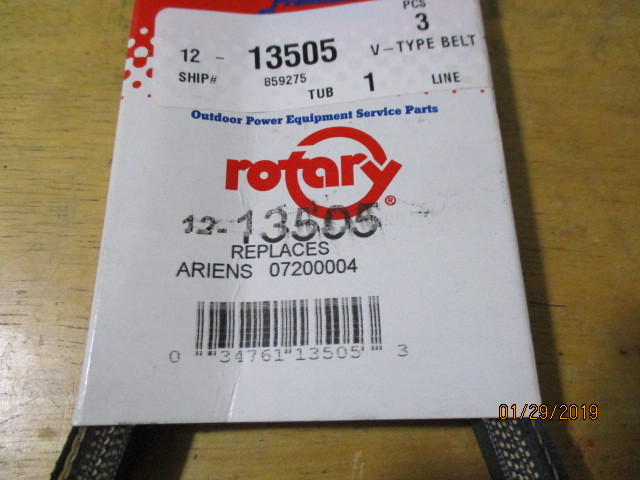 PCS
3
12 - 13505 V-TYPE BELT
SHIP# 859275 TUB 1 LINE
Outdoor Power Equipment Service Parts
rotary®
12-13505
REPLACES
ARIENS 07200004
0 34761 13505 3
01/29/2019